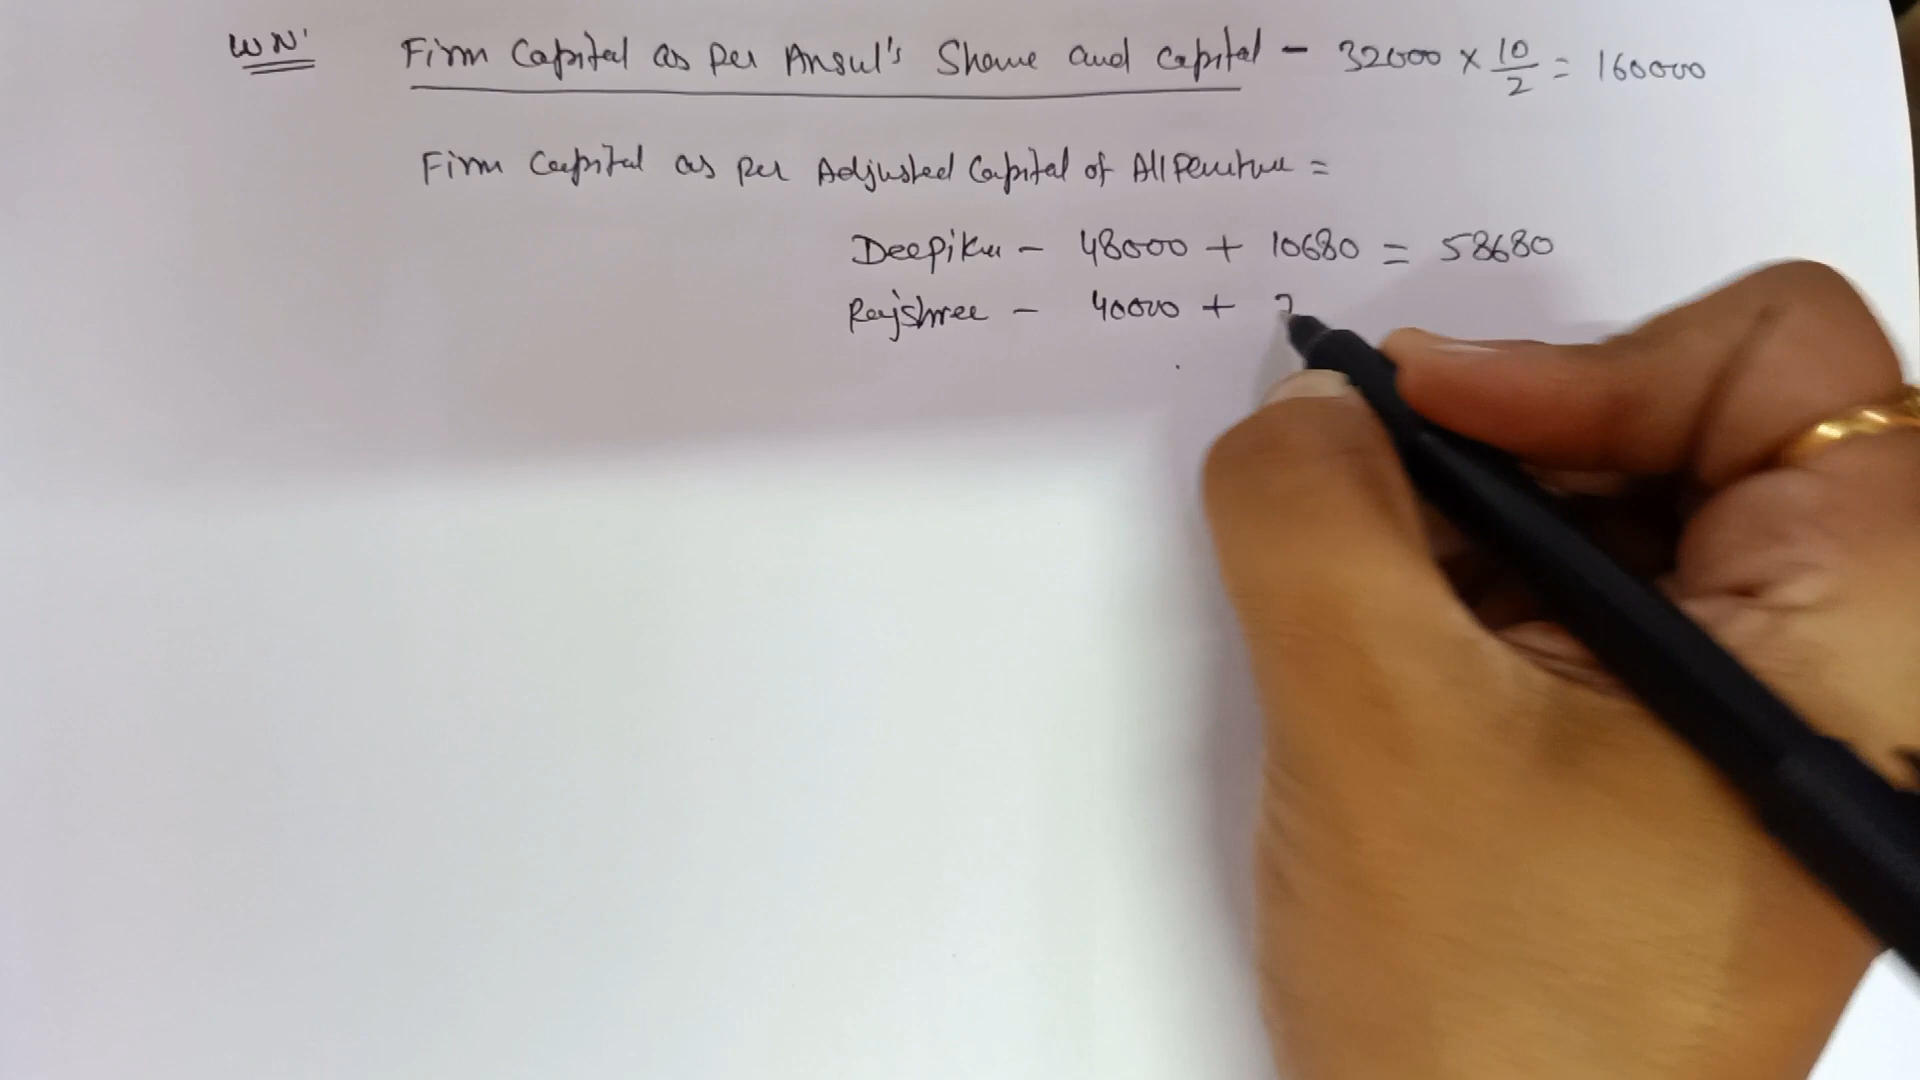 WN' Firm Capital as Per Ansul's Share and Capital - 32000 × 10/2 = 160000
Firm Capital as Per Adjusted Capital of All Partner =
Deepika - 48000 + 10680 = 58680
Rajshree - 40000 +